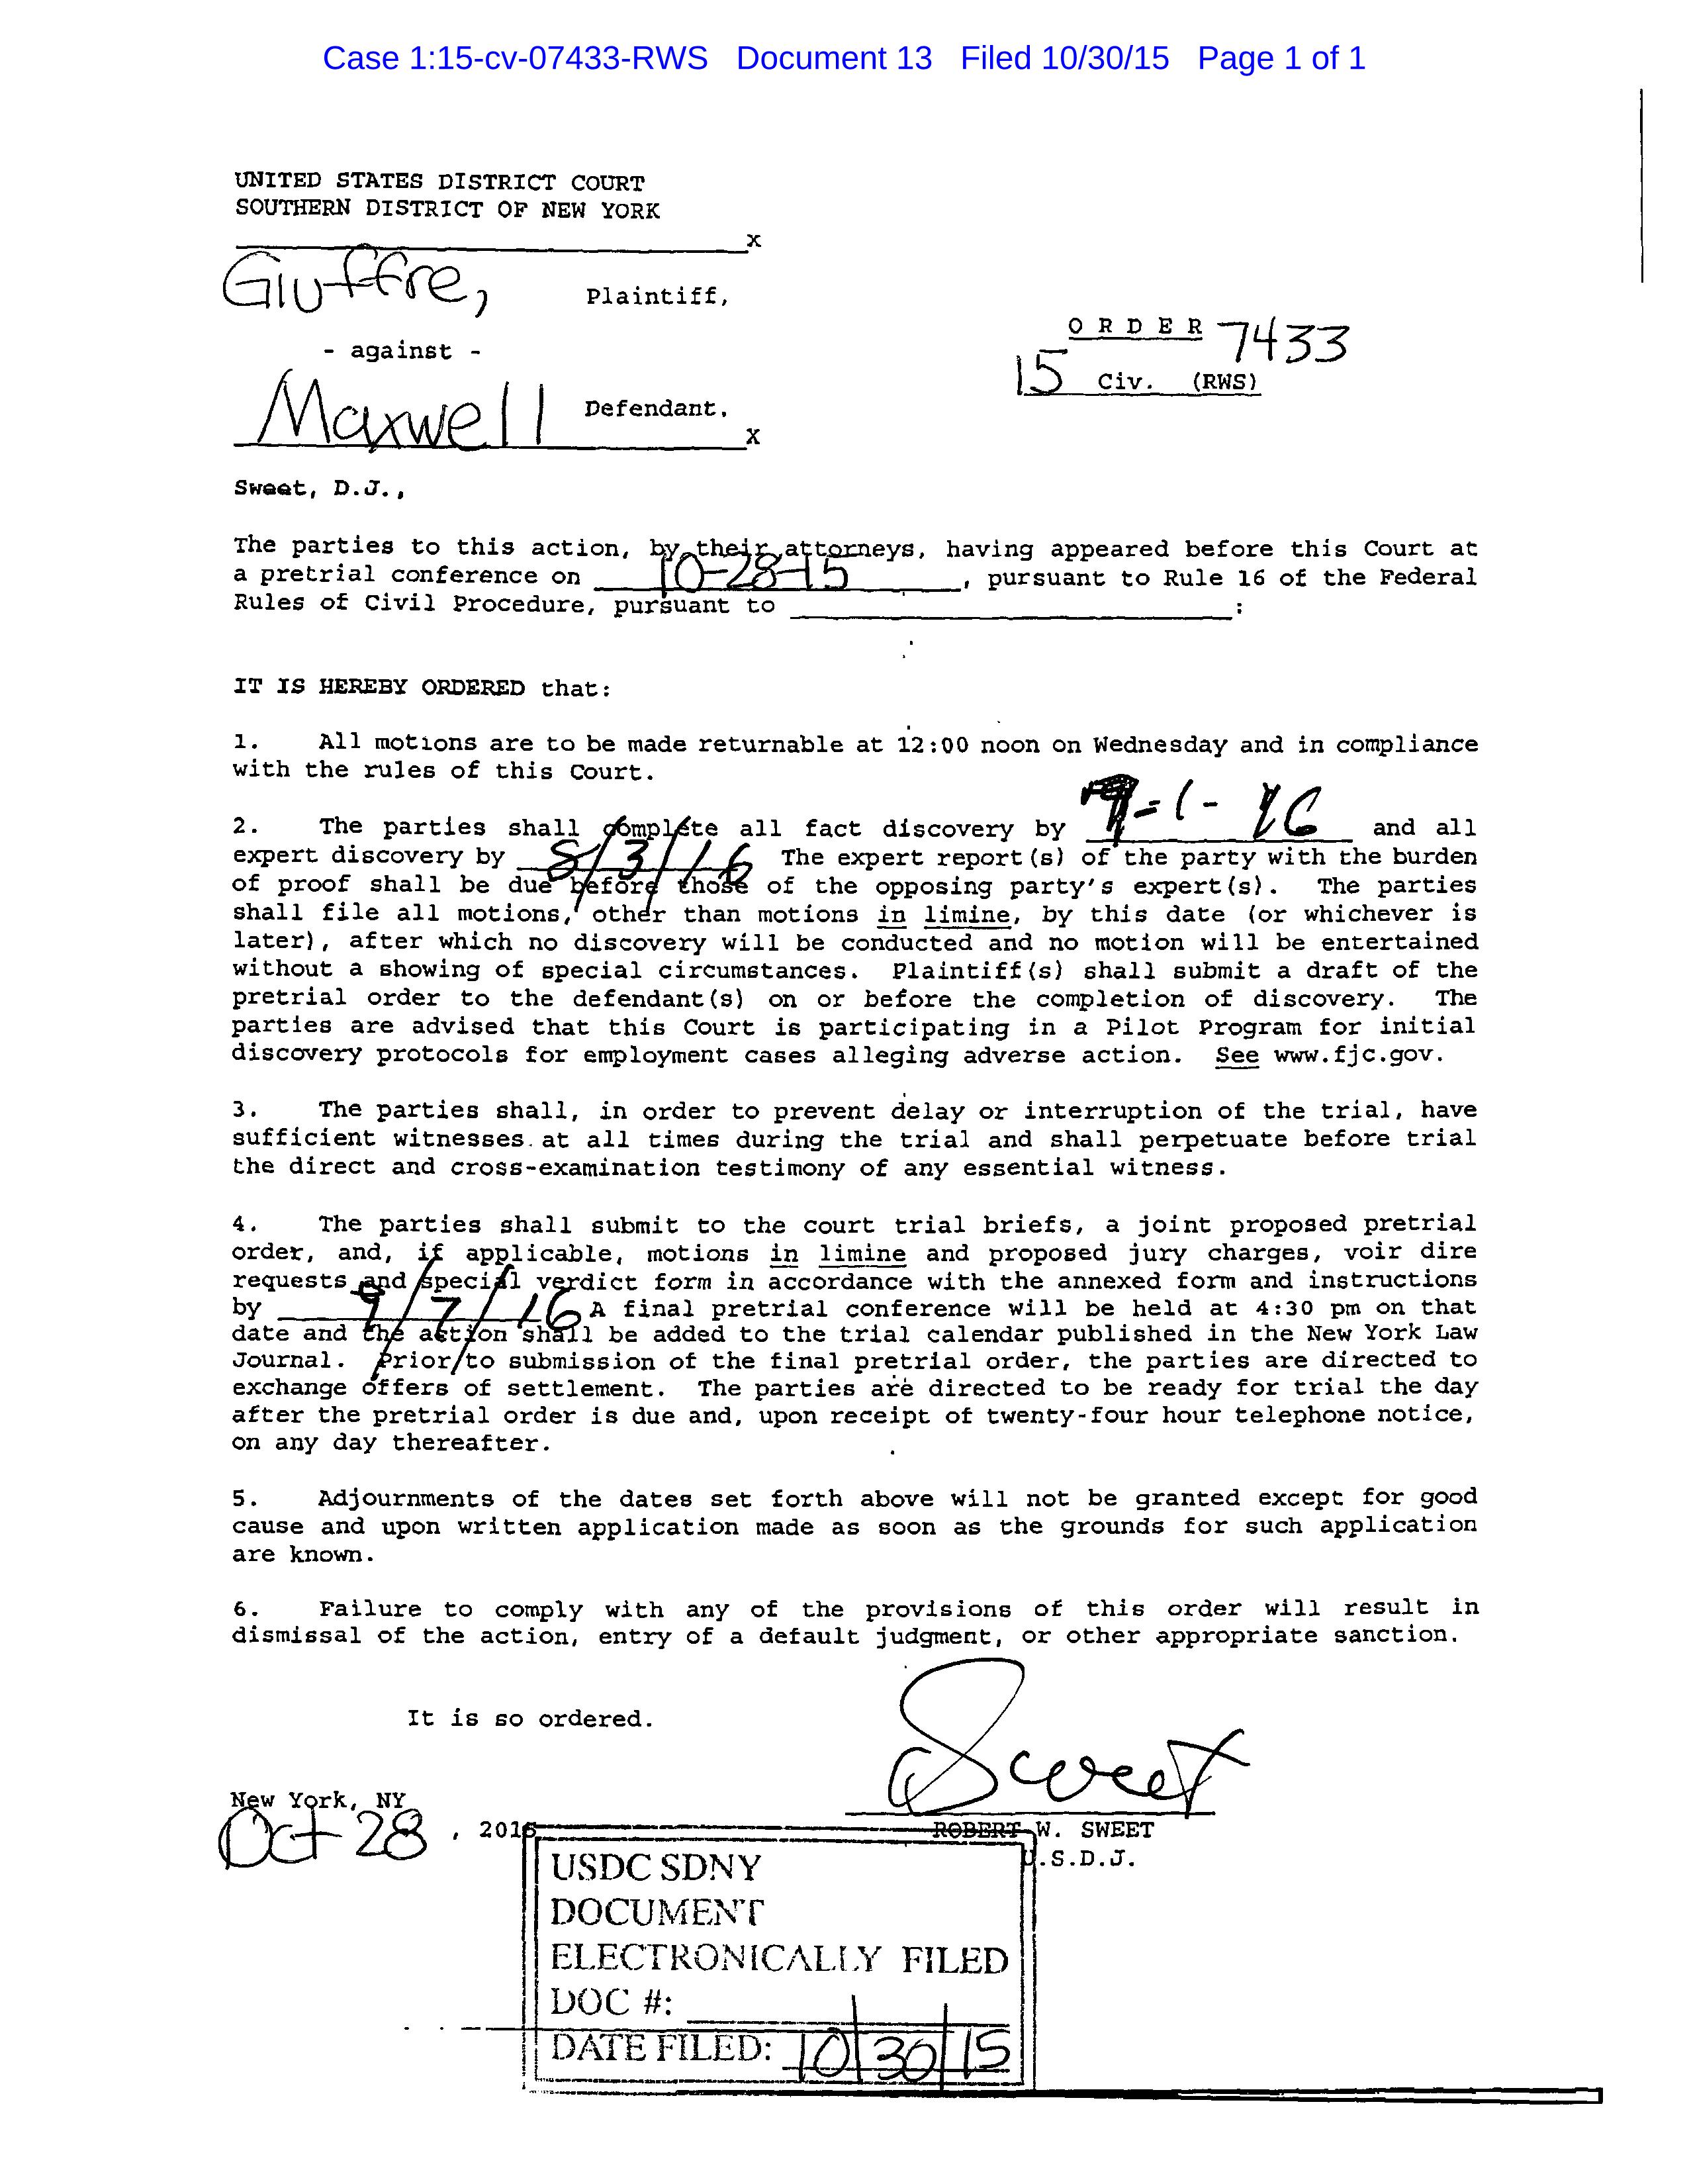 Case 1:15-cv-07433-RWS Document 13 Filed 10/30/15 Page 1 of 1
UNITED STATES DISTRICT COURT
SOUTHERN DISTRICT OF NEW YORK
x
Giuffre, Plaintiff,
- against -
O R D E R 7433
15 Civ. (RWS)
Maxwell Defendant.
x
Sweet, D.J.,
The parties to this action, by their attorneys, having appeared before this Court at
a pretrial conference on 10-28-15, pursuant to Rule 16 of the Federal
Rules of Civil Procedure, pursuant to :
IT IS HEREBY ORDERED that:
1. All motions are to be made returnable at 12:00 noon on Wednesday and in compliance
with the rules of this Court.
2. The parties shall complete all fact discovery by and all
expert discovery by 8/3/16 The expert report(s) of the party with the burden
of proof shall be due before those of the opposing party's expert(s). The parties
shall file all motions, other than motions in limine, by this date (or whichever is
later), after which no discovery will be conducted and no motion will be entertained
without a showing of special circumstances. Plaintiff(s) shall submit a draft of the
pretrial order to the defendant(s) on or before the completion of discovery. The
parties are advised that this Court is participating in a Pilot Program for initial
discovery protocols for employment cases alleging adverse action. See www.fjc.gov.
3. The parties shall, in order to prevent delay or interruption of the trial, have
sufficient witnesses at all times during the trial and shall perpetuate before trial
the direct and cross-examination testimony of any essential witness.
4. The parties shall submit to the court trial briefs, a joint proposed pretrial
order, and, if applicable, motions in limine and proposed jury charges, voir dire
requests and special verdict form in accordance with the annexed form and instructions
by 9/7/16 A final pretrial conference will be held at 4:30 pm on that
date and the action shall be added to the trial calendar published in the New York Law
Journal. Prior to submission of the final pretrial order, the parties are directed to
exchange offers of settlement. The parties are directed to be ready for trial the day
after the pretrial order is due and, upon receipt of twenty-four hour telephone notice,
on any day thereafter.
5. Adjournments of the dates set forth above will not be granted except for good
cause and upon written application made as soon as the grounds for such application
are known.
6. Failure to comply with any of the provisions of this order will result in
dismissal of the action, entry of a default judgment, or other appropriate sanction.
It is so ordered.
Sweet
New York, NY
Oct 28, 2015
ROBERT W. SWEET
U.S.D.J.
USDC SDNY
DOCUMENT
ELECTRONICALLY FILED
DOC #:
DATE FILED: 10/30/15